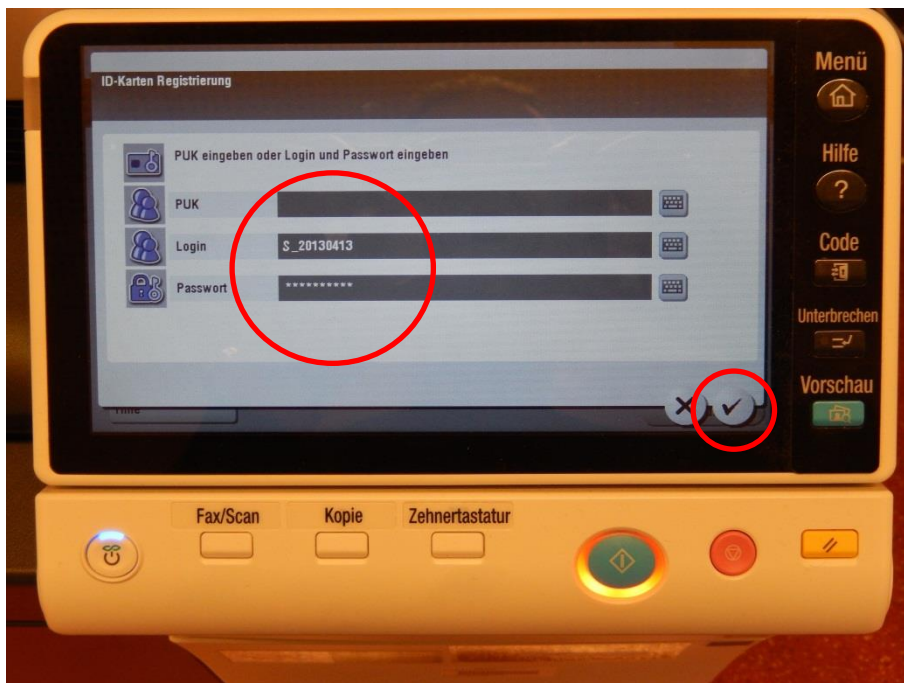 ID-Karten Registrierung
PUK eingeben oder Login und Passwort eingeben
PUK
Login S_20130413
Passwort **********
Hilfe
Menü
Hilfe
?
Code
Unterbrechen
Vorschau
Fax/Scan Kopie Zehnertastatur